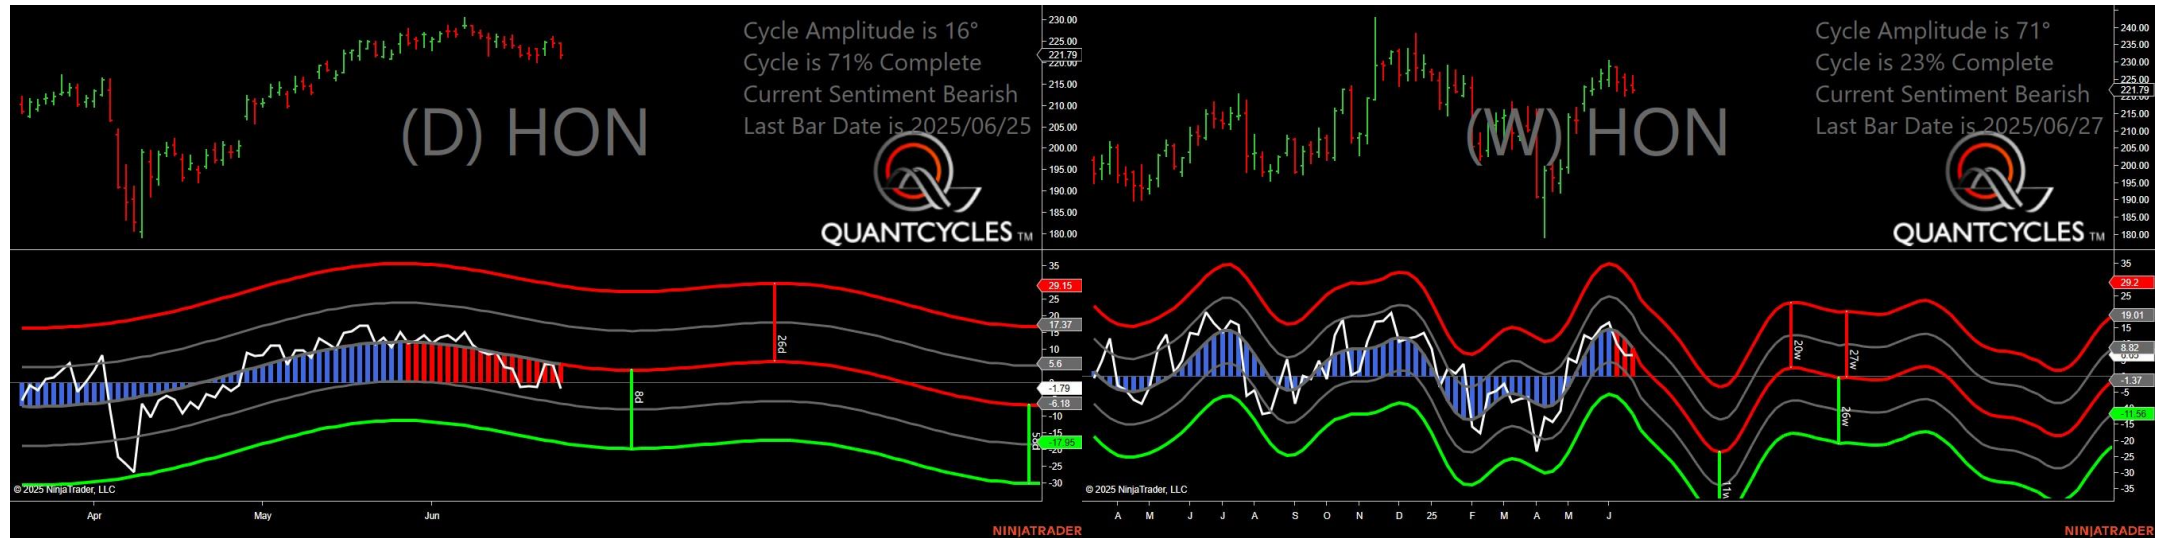 Cycle Amplitude is 16°
Cycle is 71% Complete
Current Sentiment Bearish
Last Bar Date is 2025/06/25
(D) HON
QUANTCYCLES TM
230.00
225.00
221.79
220.00
215.00
210.00
205.00
200.00
195.00
190.00
185.00
180.00
35
29.15
25
20
17.37
15
10
5.6
-1.79
-6.18
-10
-15
-17.95
-20
-25
-30
26d
8d
© 2025 NinjaTrader, LLC
Apr May Jun
NINJATRADER
Cycle Amplitude is 71°
Cycle is 23% Complete
Current Sentiment Bearish
Last Bar Date is 2025/06/27
(W) HON
QUANTCYCLES TM
240.00
235.00
230.00
225.00
221.79
215.00
210.00
205.00
200.00
195.00
190.00
185.00
180.00
35
29.2
25
19.01
15
8.82
-1.37
-5
-11.56
-15
-20
-25
-30
-35
20w
27w
26w
11w
© 2025 NinjaTrader, LLC
A M J J A S O N D 25 F M A M J
NINJATRADER